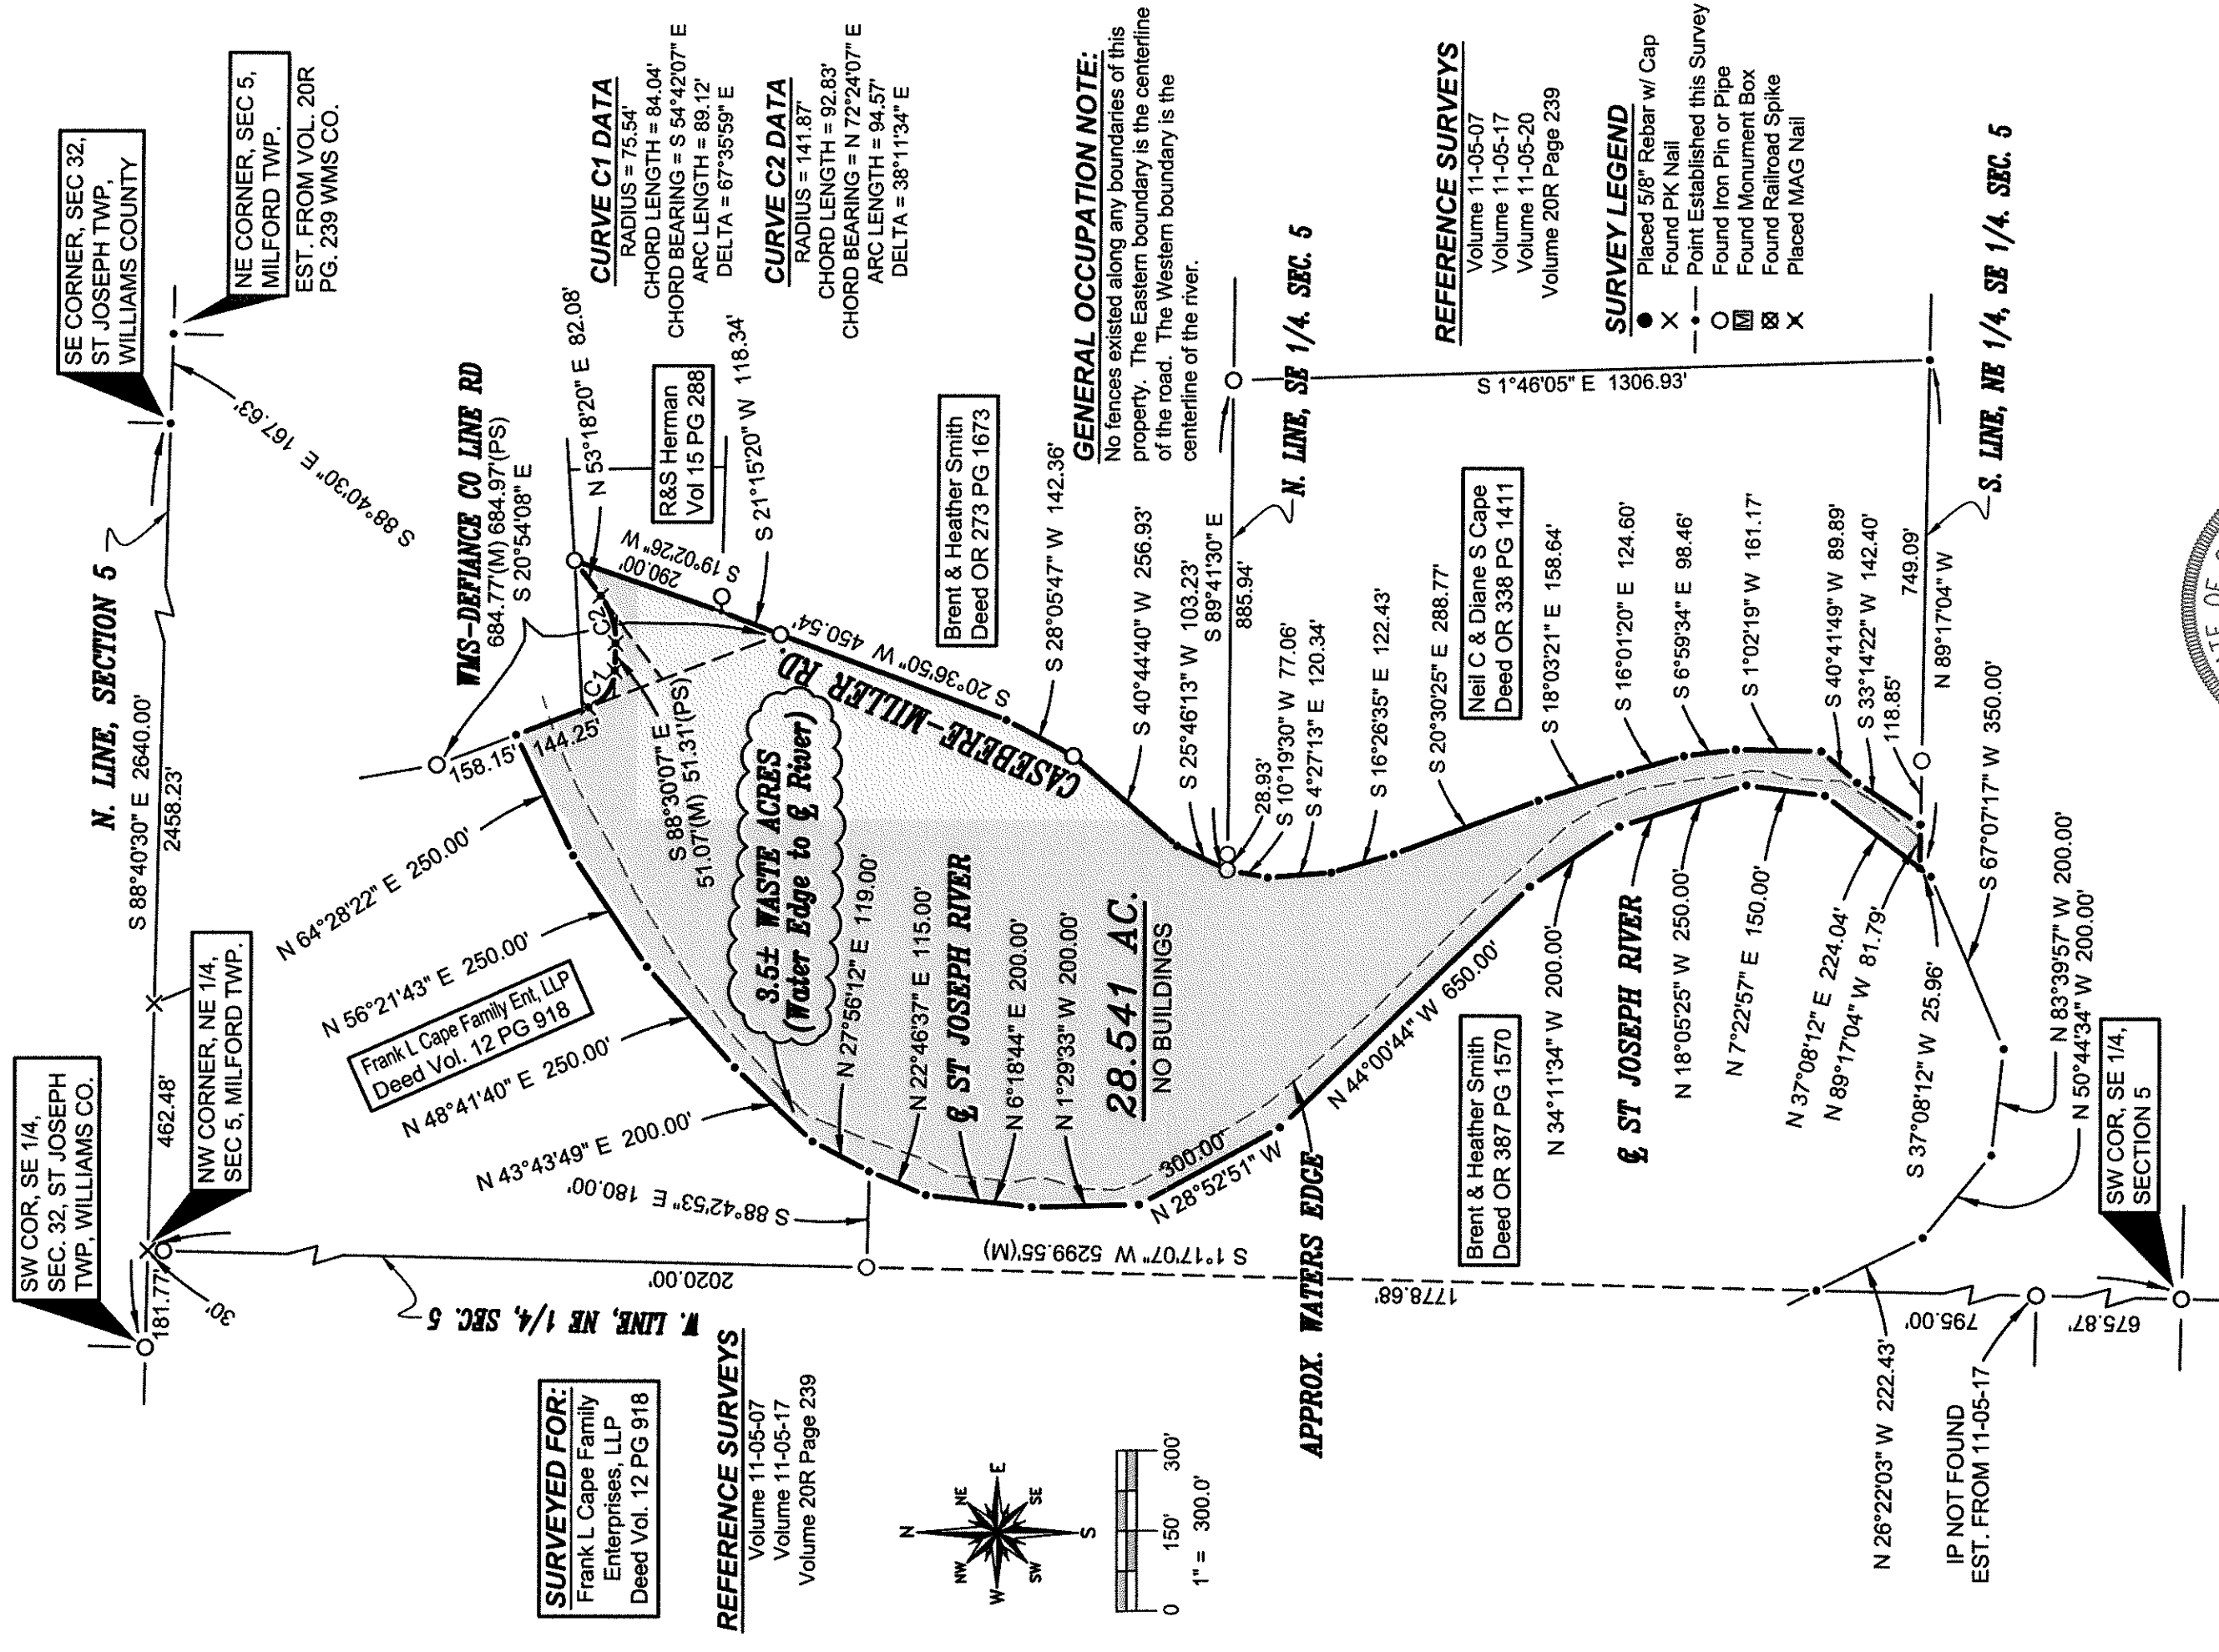 SW COR, SE 1/4,
SEC. 32, ST JOSEPH
TWP, WILLIAMS CO.
181.77'
30'
462.48'
NW CORNER, NE 1/4,
SEC 5, MILFORD TWP.
N. LINE, SECTION 5
S 88°40'30" E 2640.00'
2458.23'
SE CORNER, SEC 32,
ST JOSEPH TWP,
WILLIAMS COUNTY
NE CORNER, SEC 5,
MILFORD TWP.
EST. FROM VOL. 20R
PG. 239 WMS CO.
S 88°40'30" E 167.63'
WMS-DEFIANCE CO LINE RD
684.77'(M) 684.97'(PS)
S 20°54'08" E
158.15'
144.25'
N 53°18'20" E 82.08'
C1
C2
S 88°30'07" E
51.07'(M) 51.31'(PS)
R&S Herman
Vol 15 PG 288
S 19°02'26" W
290.00'
S 21°15'20" W 118.34'
CURVE C1 DATA
RADIUS = 75.54'
CHORD LENGTH = 84.04'
CHORD BEARING = S 54°42'07" E
ARC LENGTH = 89.12'
DELTA = 67°35'59" E
CURVE C2 DATA
RADIUS = 141.87'
CHORD LENGTH = 92.83'
CHORD BEARING = N 72°24'07" E
ARC LENGTH = 94.57'
DELTA = 38°11'34" E
N 64°28'22" E 250.00'
N 56°21'43" E 250.00'
Frank L Cape Family Ent, LLP
Deed Vol. 12 PG 918
N 48°41'40" E 250.00'
N 43°43'49" E 200.00'
S 88°42'53" E 180.00'
3.5± WASTE ACRES
(Water Edge to ℄ River)
CASEBERE-MILLER RD
S 20°36'50" W 450.54'
Brent & Heather Smith
Deed OR 273 PG 1673
S 28°05'47" W 142.36'
S 40°44'40" W 256.93'
S 25°46'13" W 103.23'
GENERAL OCCUPATION NOTE:
No fences existed along any boundaries of this
property. The Eastern boundary is the centerline
of the road. The Western boundary is the
centerline of the river.
W. LINE, NE 1/4, SEC. 5
2020.00'
S 1°17'07" W 5299.55'(M)
1778.68'
795.00'
675.87'
SURVEYED FOR:
Frank L Cape Family
Enterprises, LLP
Deed Vol. 12 PG 918
REFERENCE SURVEYS
Volume 11-05-07
Volume 11-05-17
Volume 20R Page 239
N 27°56'12" E 119.00'
N 22°46'37" E 115.00'
℄ ST JOSEPH RIVER
N 6°18'44" E 200.00'
N 1°29'33" W 200.00'
28.541 AC.
NO BUILDINGS
S 89°41'30" E
885.94'
N. LINE, SE 1/4. SEC. 5
28.93'
S 10°19'30" W 77.06'
S 4°27'13" E 120.34'
S 16°26'35" E 122.43'
S 20°30'25" E 288.77'
S 1°46'05" E 1306.93'
REFERENCE SURVEYS
Volume 11-05-07
Volume 11-05-17
Volume 11-05-20
Volume 20R Page 239
N
NE
E
SE
S
SW
W
NW
0 150' 300'
1" = 300.0'
300.00'
N 28°52'51" W
APPROX. WATERS EDGE
N 44°00'44" W 650.00'
Brent & Heather Smith
Deed OR 387 PG 1570
Neil C & Diane S Cape
Deed OR 338 PG 1411
S 18°03'21" E 158.64'
S 16°01'20" E 124.60'
S 6°59'34" E 98.46'
S 1°02'19" W 161.17'
S 40°41'49" W 89.89'
S 33°14'22" W 142.40'
118.85'
SURVEY LEGEND
Placed 5/8" Rebar w/ Cap
Found PK Nail
Point Established this Survey
Found Iron Pin or Pipe
M Found Monument Box
Found Railroad Spike
Placed MAG Nail
N 34°11'34" W 200.00'
℄ ST JOSEPH RIVER
N 18°05'25" W 250.00'
N 7°22'57" E 150.00'
N 37°08'12" E 224.04'
N 89°17'04" W 81.79'
S 37°08'12" W 25.96'
749.09'
N 89°17'04" W
S. LINE, NE 1/4, SE 1/4. SEC. 5
S 67°07'17" W 350.00'
N 83°39'57" W 200.00'
N 50°44'34" W 200.00'
N 26°22'03" W 222.43'
IP NOT FOUND
EST. FROM 11-05-17
SW COR, SE 1/4,
SECTION 5